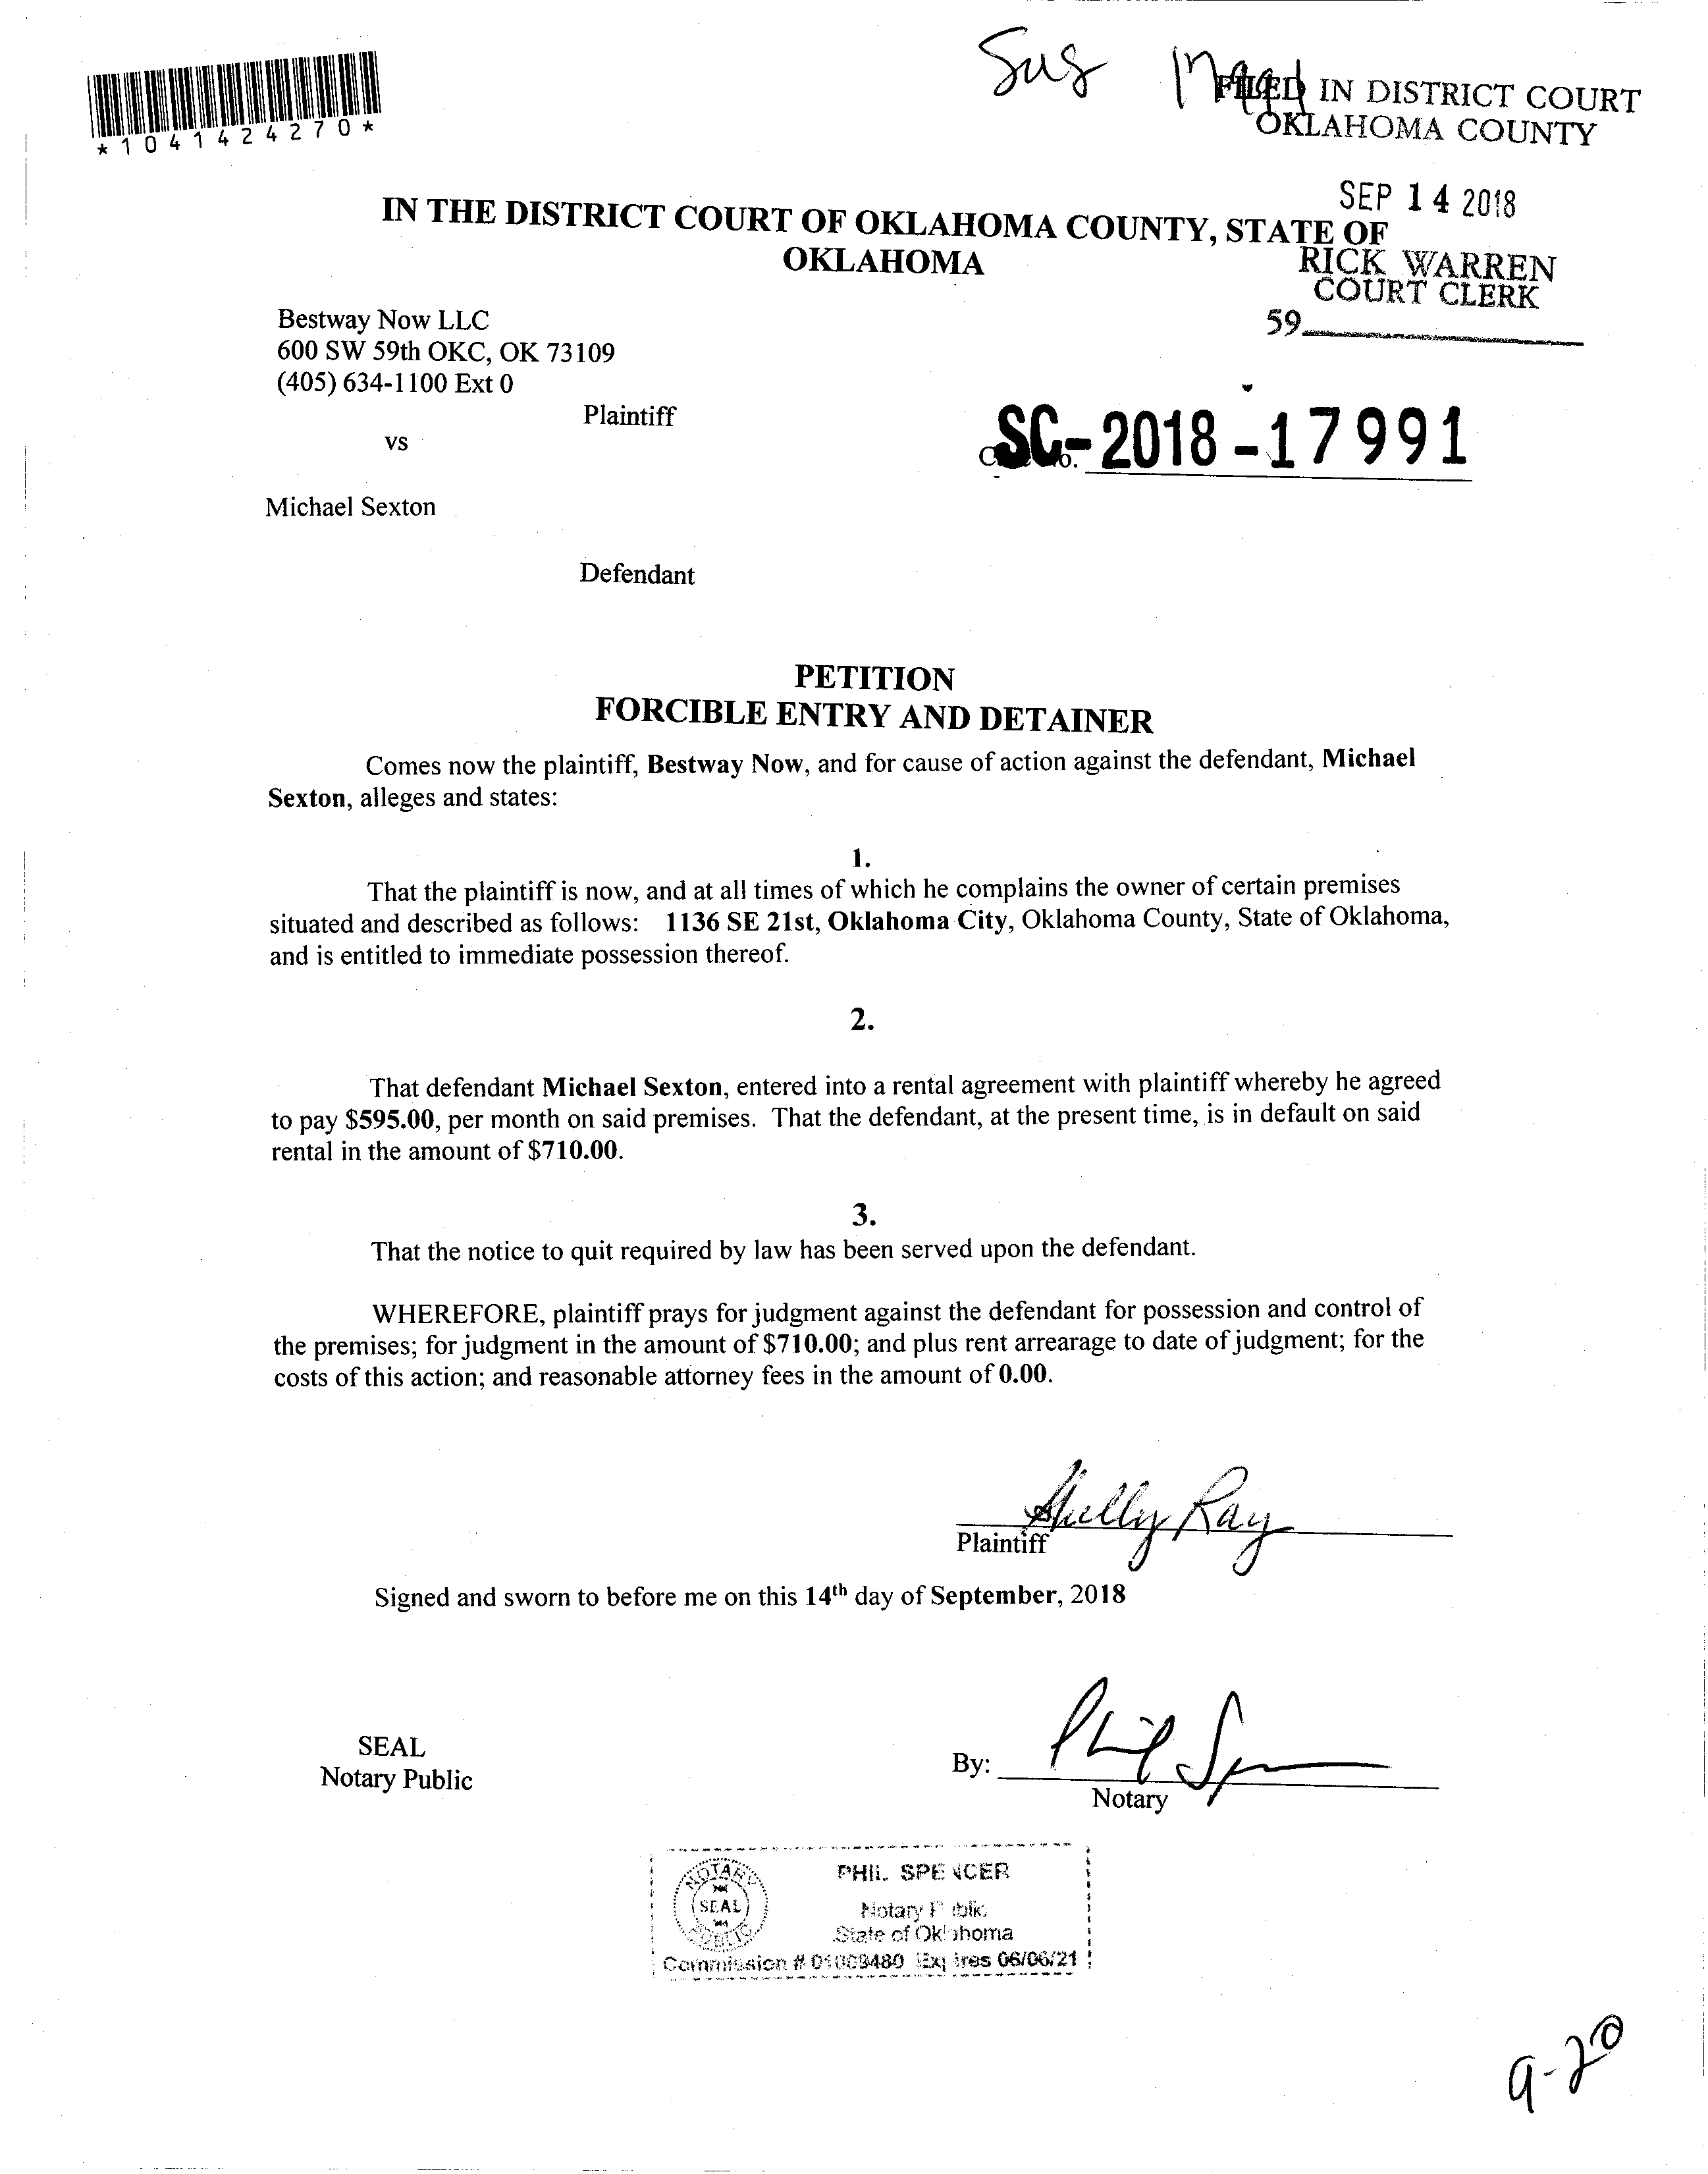 *1041424270*
FILED IN DISTRICT COURT
OKLAHOMA COUNTY
SEP 14 2018
IN THE DISTRICT COURT OF OKLAHOMA COUNTY, STATE OF
OKLAHOMA
RICK WARREN
COURT CLERK
59
Bestway Now LLC
600 SW 59th OKC, OK 73109
(405) 634-1100 Ext 0
Plaintiff
vs
SC-2018-17991
Michael Sexton
Defendant
PETITION
FORCIBLE ENTRY AND DETAINER
Comes now the plaintiff, Bestway Now, and for cause of action against the defendant, Michael
Sexton, alleges and states:
1.
That the plaintiff is now, and at all times of which he complains the owner of certain premises
situated and described as follows: 1136 SE 21st, Oklahoma City, Oklahoma County, State of Oklahoma,
and is entitled to immediate possession thereof.
2.
That defendant Michael Sexton, entered into a rental agreement with plaintiff whereby he agreed
to pay $595.00, per month on said premises. That the defendant, at the present time, is in default on said
rental in the amount of $710.00.
3.
That the notice to quit required by law has been served upon the defendant.
WHEREFORE, plaintiff prays for judgment against the defendant for possession and control of
the premises; for judgment in the amount of $710.00; and plus rent arrearage to date of judgment; for the
costs of this action; and reasonable attorney fees in the amount of 0.00.
Shelly Ray
Plaintiff
Signed and sworn to before me on this 14th day of September, 2018
SEAL
Notary Public
By: Phil
Notary
NOTARY PUBLIC
SEAL
PHIL SPENCER
Notary Public
State of Oklahoma
Commission # 01009480 Expires 06/06/21
9-20